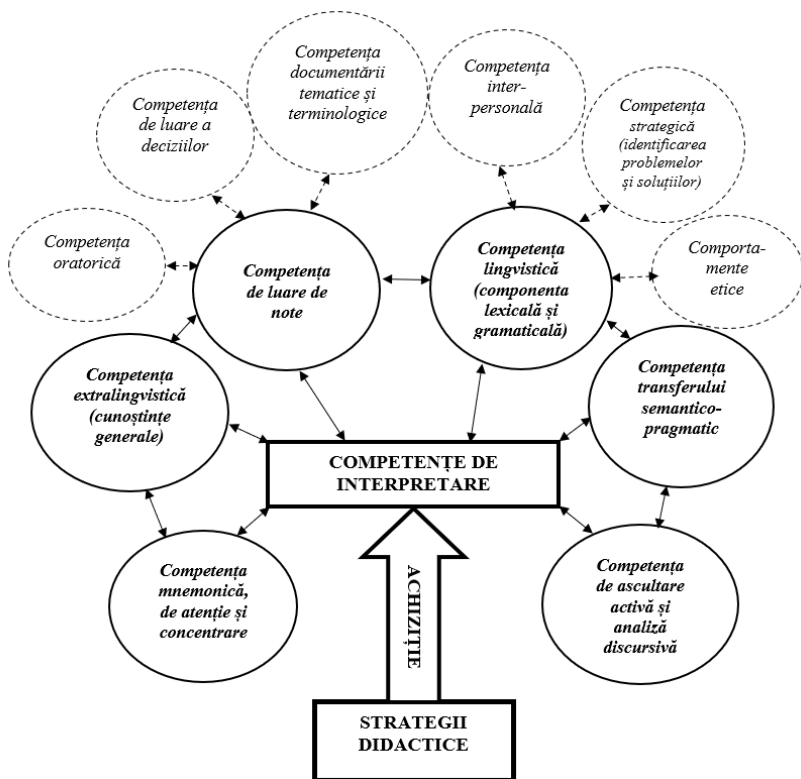 Competența
documentării
tematice și
terminologice
Competența
inter-
personală
Competența
de luare a
deciziilor
Competența
strategică
(identificarea
problemelor
și soluțiilor)
Competența
oratorică
Competența
de luare de
note
Competența
lingvistică
(componenta
lexicală și
gramaticală)
Comporta-
mente
etice
Competența
extralingvistică
(cunoștințe
generale)
Competența
transferului
semantico-
pragmatic
COMPETENȚE DE
INTERPRETARE
Competența
mnemonică,
de atenție și
concentrare
ACHIZIȚIE
Competența
de ascultare
activă și
analiză
discursivă
STRATEGII
DIDACTICE